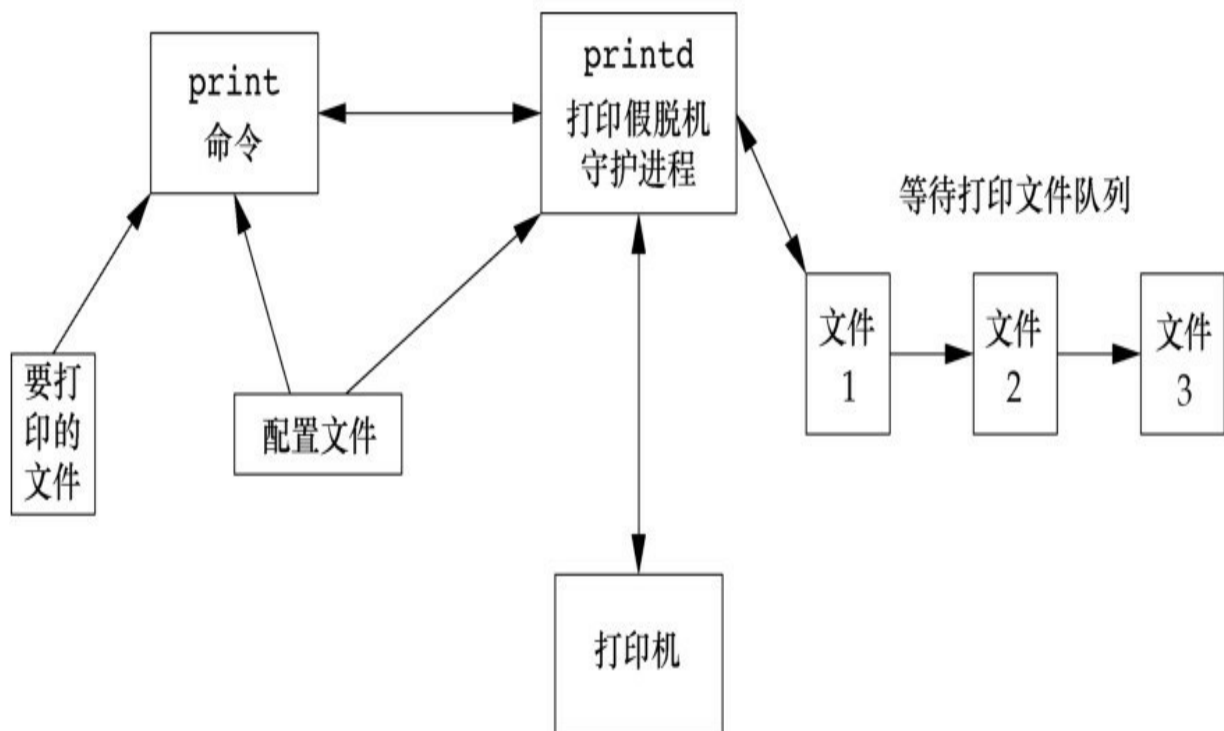 print
命令
printd
打印假脱机
守护进程
等待打印文件队列
文件
1
文件
2
文件
3
要打
印的
文件
配置文件
打印机